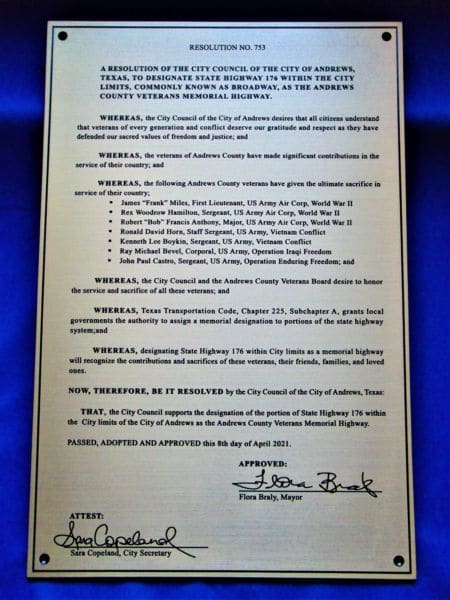 RESOLUTION NO. 753
A RESOLUTION OF THE CITY COUNCIL OF THE CITY OF ANDREWS,
TEXAS, TO DESIGNATE STATE HIGHWAY 176 WITHIN THE CITY
LIMITS, COMMONLY KNOWN AS BROADWAY, AS THE ANDREWS
COUNTY VETERANS MEMORIAL HIGHWAY.
WHEREAS, the City Council of the City of Andrews desires that all citizens understand
that veterans of every generation and conflict deserve our gratitude and respect as they have
defended our sacred values of freedom and justice; and
WHEREAS, the veterans of Andrews County have made significant contributions in the
service of their country; and
WHEREAS, the following Andrews County veterans have given the ultimate sacrifice in
service of their country;
• James "Frank" Miles, First Lieutenant, US Army Air Corp, World War II
• Rex Woodrow Hamilton, Sergeant, US Army Air Corp, World War II
• Robert "Bob" Francis Anthony, Major, US Army Air Corp, World War II
• Ronald David Horn, Staff Sergeant, US Army, Vietnam Conflict
• Kenneth Lee Boykin, Sergeant, US Army, Vietnam Conflict
• Ray Michael Bevel, Corporal, US Army, Operation Iraqi Freedom
• John Paul Castro, Sergeant, US Army, Operation Enduring Freedom; and
WHEREAS, the City Council and the Andrews County Veterans Board desire to honor
the service and sacrifice of all these veterans; and
WHEREAS, Texas Transportation Code, Chapter 225, Subchapter A, grants local
governments the authority to assign a memorial designation to portions of the state highway
system;and
WHEREAS, designating State Highway 176 within City limits as a memorial highway
will recognize the contributions and sacrifices of these veterans, their friends, families, and loved
ones.
NOW, THEREFORE, BE IT RESOLVED by the City Council of the City of Andrews, Texas:
THAT, the City Council supports the designation of the portion of State Highway 176 within
the City limits of the City of Andrews as the Andrews County Veterans Memorial Highway.
PASSED, ADOPTED AND APPROVED this 8th day of April 2021.
APPROVED:
Flora Braly
Flora Braly, Mayor
ATTEST:
Sara Copeland
Sara Copeland, City Secretary